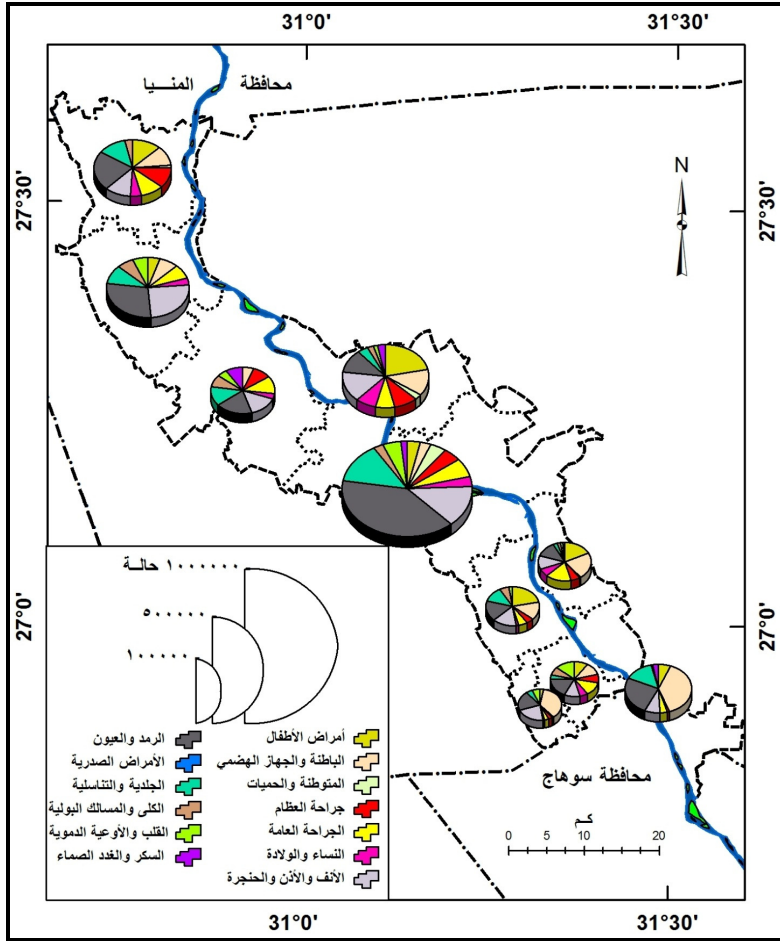 31°0' 31°30'
محافظة المنـــيا
N
27°30' 27°30'
27°0' 27°0'
١٠٠٠٠٠٠ حالــة
٥٠٠٠٠٠
١٠٠٠٠٠
أمراض الأطفال
الباطنة والجهاز الهضمي
المتوطنة والحميات
جراحة العظام
الجراحة العامة
النساء والولادة
الأنف والأذن والحنجرة
الرمد والعيون
الأمراض الصدرية
الجلدية والتناسلية
الكلى والمسالك البولية
القلب والأوعية الدموية
السكر والغدد الصماء
محافظة سوهاج
كــم
0 5 10 20
31°0' 31°30'